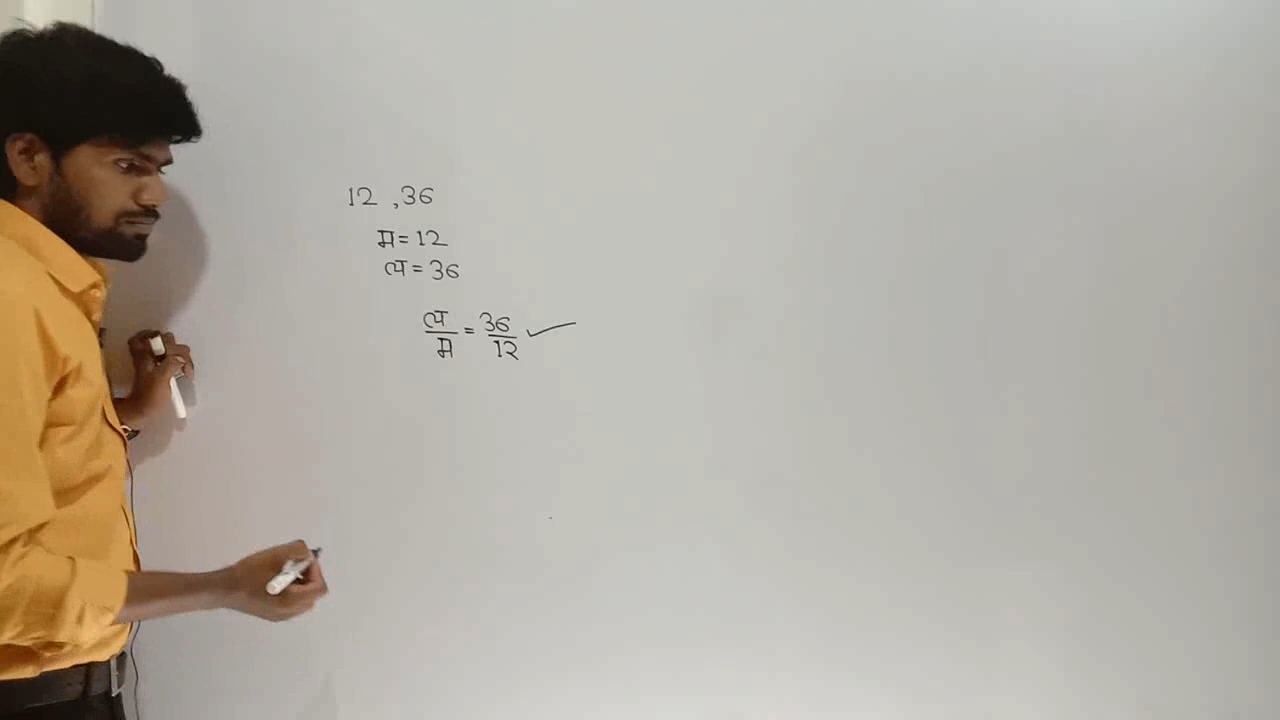 12 , 36
म = 12
ल = 36
ल/म = 36/12 ✓